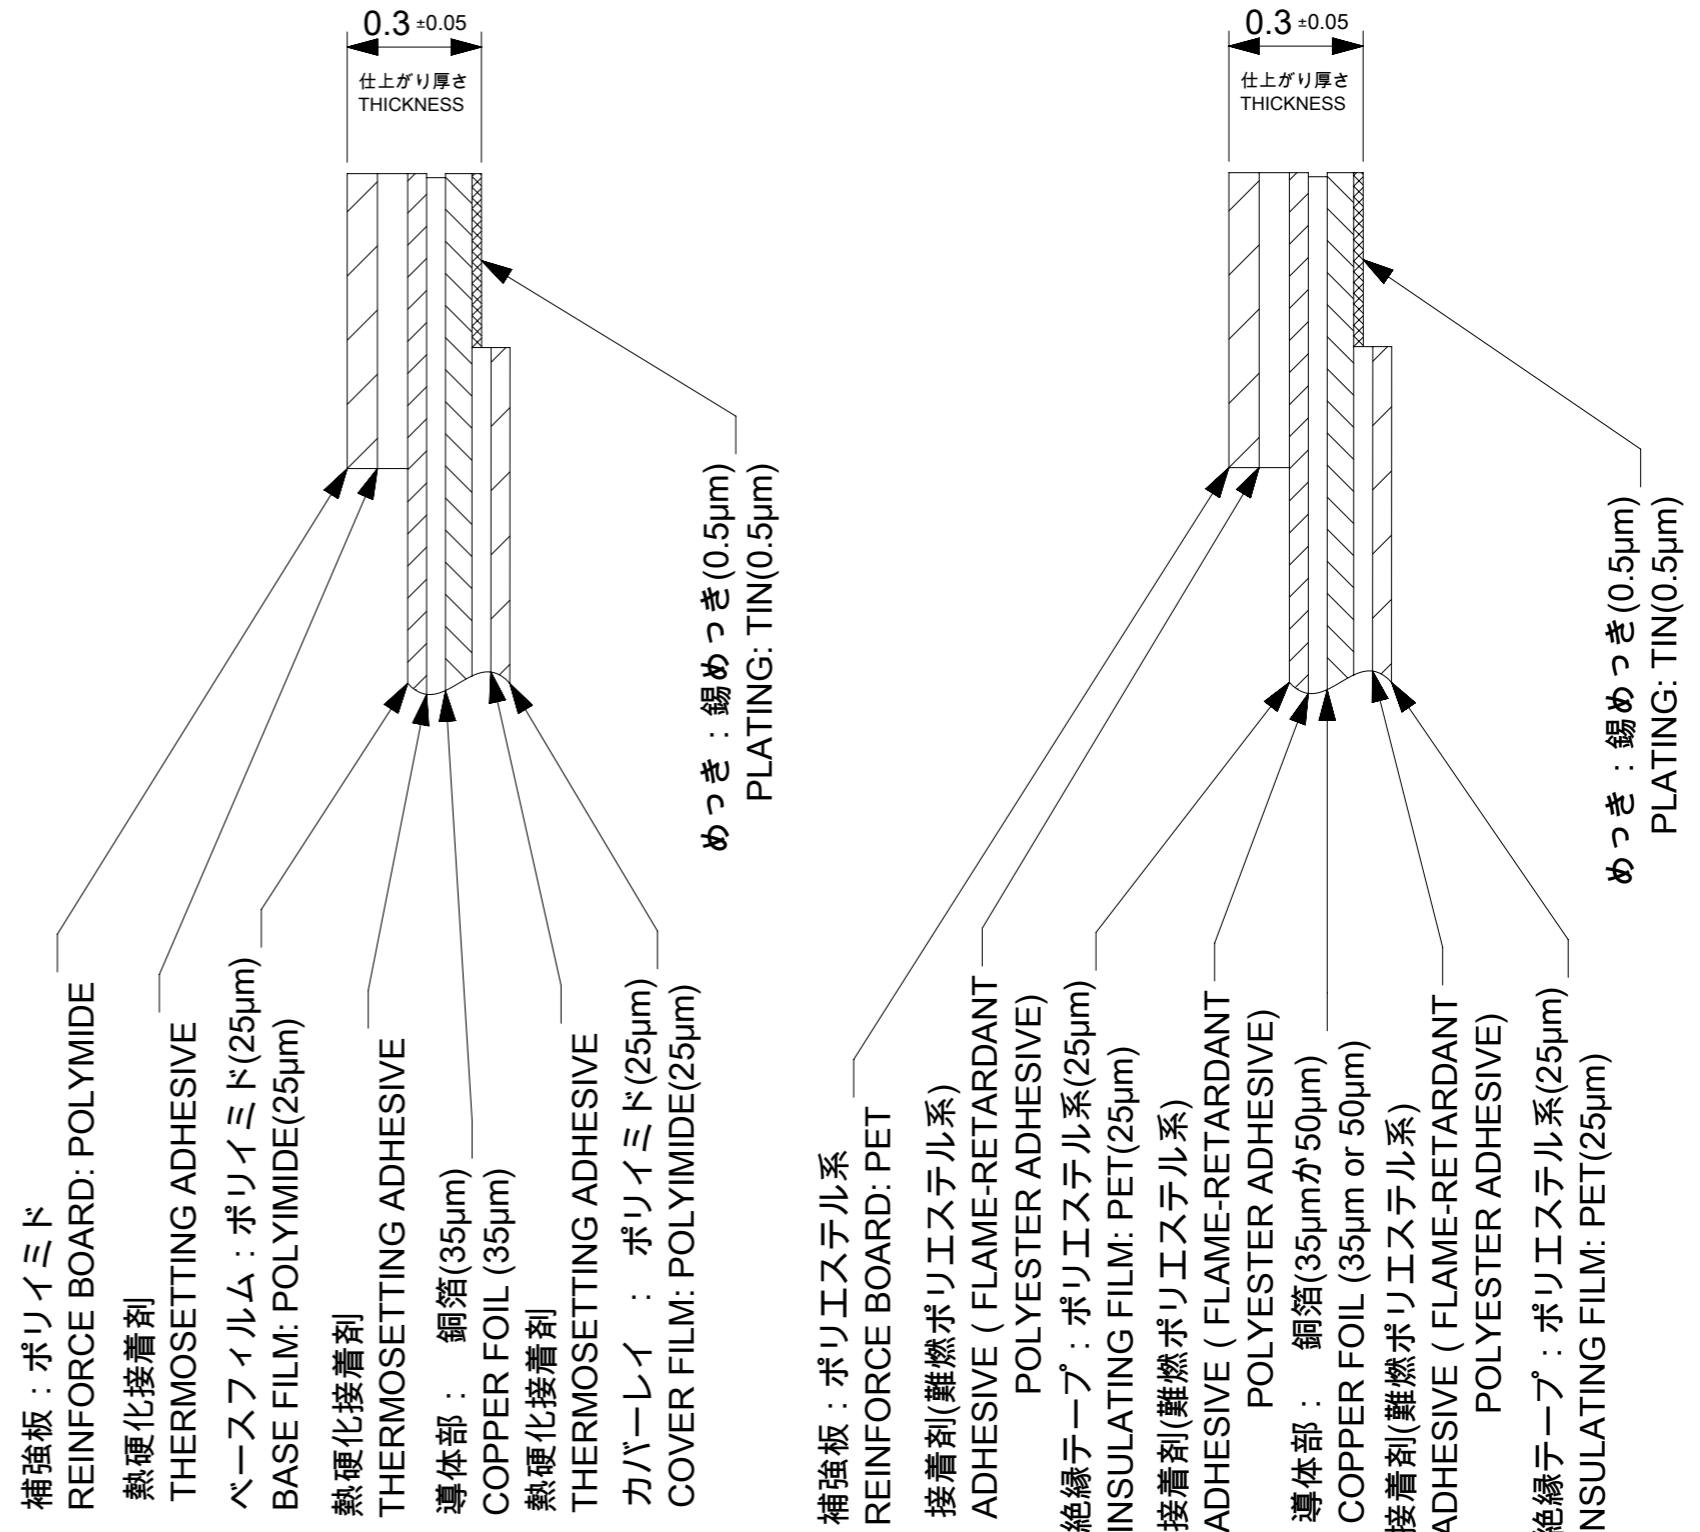 0.3 ±0.05
仕上がり厚さ
THICKNESS
めっき：錫めっき(0.5μm)
PLATING: TIN(0.5μm)
補強板：ポリイミド
REINFORCE BOARD: POLYMIDE
熱硬化接着剤
THERMOSETTING ADHESIVE
ベースフィルム：ポリイミド(25μm)
BASE FILM: POLYIMIDE(25μm)
熱硬化接着剤
THERMOSETTING ADHESIVE
導体部： 銅箔(35μm)
COPPER FOIL (35μm)
熱硬化接着剤
THERMOSETTING ADHESIVE
カバーレイ ： ポリイミド(25μm)
COVER FILM: POLYIMIDE(25μm)
0.3 ±0.05
仕上がり厚さ
THICKNESS
めっき：錫めっき(0.5μm)
PLATING: TIN(0.5μm)
補強板：ポリエステル系
REINFORCE BOARD: PET
接着剤(難燃ポリエステル系)
ADHESIVE ( FLAME-RETARDANT
POLYESTER ADHESIVE)
絶縁テープ：ポリエステル系(25μm)
INSULATING FILM: PET(25μm)
接着剤(難燃ポリエステル系)
ADHESIVE ( FLAME-RETARDANT
POLYESTER ADHESIVE)
導体部： 銅箔(35μmか50μm)
COPPER FOIL (35μm or 50μm)
接着剤(難燃ポリエステル系)
ADHESIVE ( FLAME-RETARDANT
POLYESTER ADHESIVE)
絶縁テープ：ポリエステル系(25μm)
INSULATING FILM: PET(25μm)